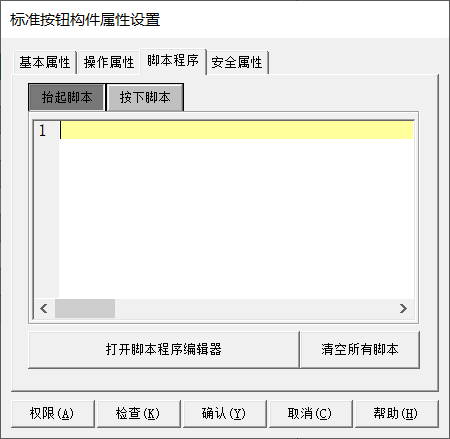 标准按钮构件属性设置
基本属性 操作属性 脚本程序 安全属性
抬起脚本 按下脚本
1
打开脚本程序编辑器 清空所有脚本
权限(A) 检查(K) 确认(Y) 取消(C) 帮助(H)